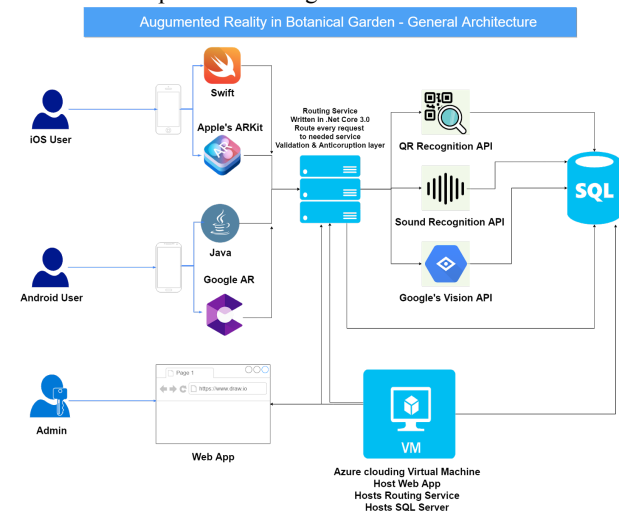 Augumented Reality in Botanical Garden - General Architecture
Swift
iOS User
Apple's ARKit
Routing Service
Written in .Net Core 3.0
Route every request
to needed service
Validation & Anticoruption layer
QR Recognition API
SQL
Sound Recognition API
Java
Google AR
Android User
Google's Vision API
Page 1
https://www.draw.io
Admin
Web App
VM
Azure clouding Virtual Machine
Host Web App
Hosts Routing Service
Hosts SQL Server